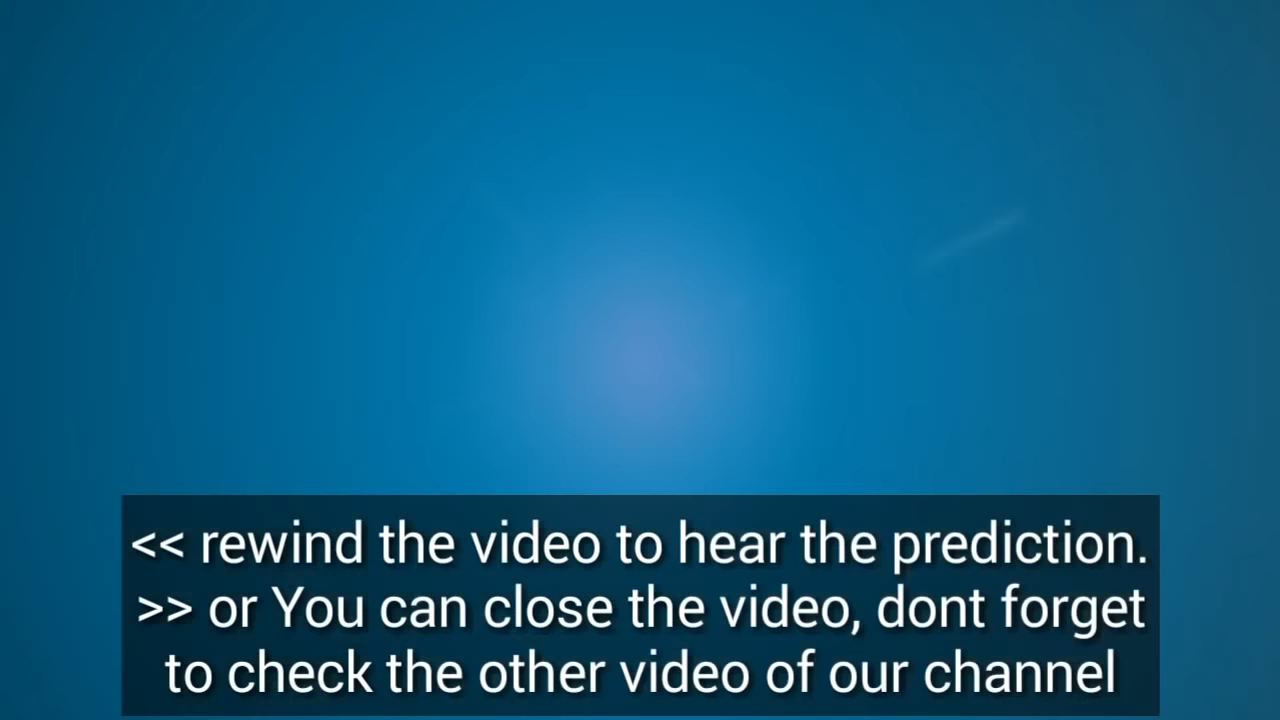 << rewind the video to hear the prediction.
>> or You can close the video, dont forget
to check the other video of our channel